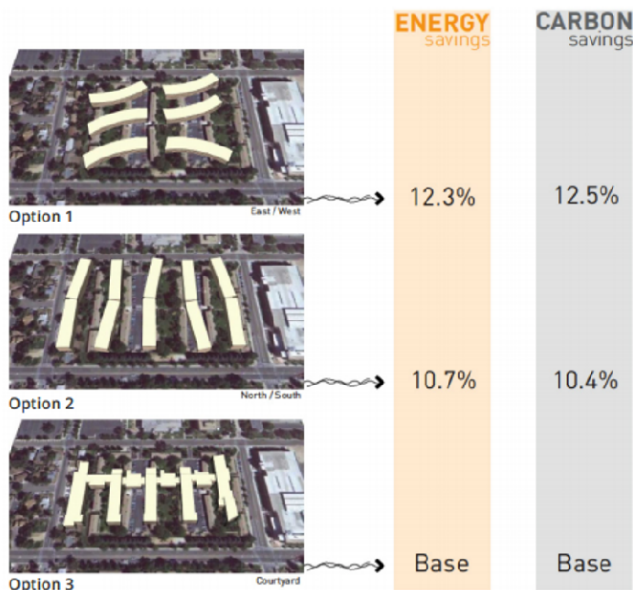 ENERGY
savings
CARBON
savings
Option 1
East / West
12.3%
12.5%
Option 2
North / South
10.7%
10.4%
Option 3
Courtyard
Base
Base